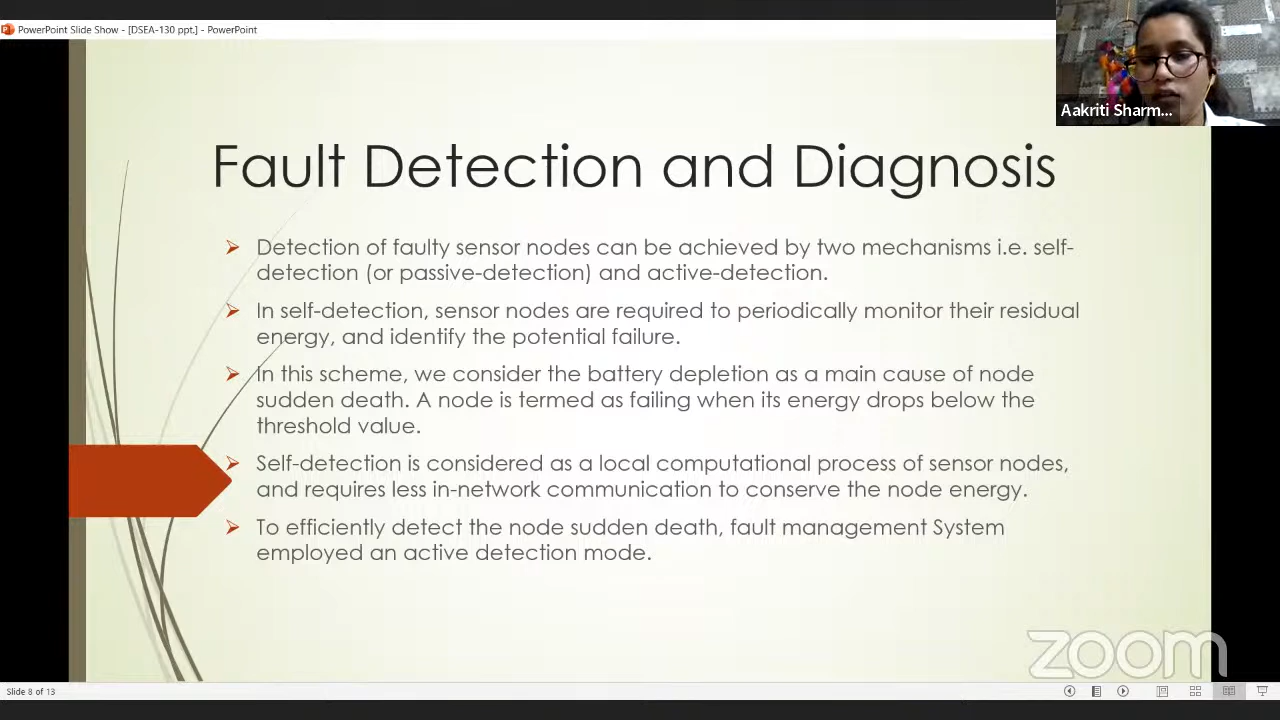 PowerPoint Slide Show - [DSEA-130 ppt.] - PowerPoint
Aakriti Sharm...
Fault Detection and Diagnosis
Detection of faulty sensor nodes can be achieved by two mechanisms i.e. self-
detection (or passive-detection) and active-detection.
In self-detection, sensor nodes are required to periodically monitor their residual
energy, and identify the potential failure.
In this scheme, we consider the battery depletion as a main cause of node
sudden death. A node is termed as failing when its energy drops below the
threshold value.
Self-detection is considered as a local computational process of sensor nodes,
and requires less in-network communication to conserve the node energy.
To efficiently detect the node sudden death, fault management System
employed an active detection mode.
zoom
Slide 8 of 13